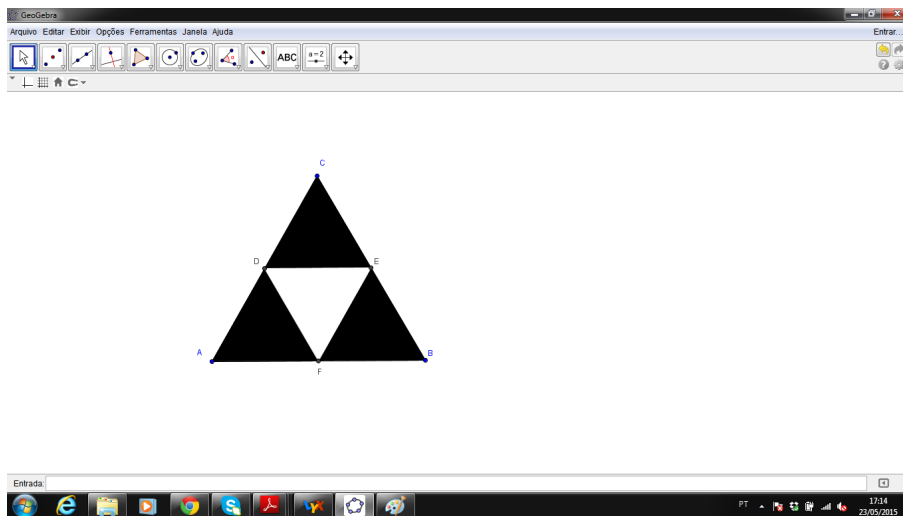 GeoGebra
Arquivo Editar Exibir Opções Ferramentas Janela Ajuda Entrar...
ABC a=2
C
D E
A B
F
Entrada:
PT 17:14
23/05/2015